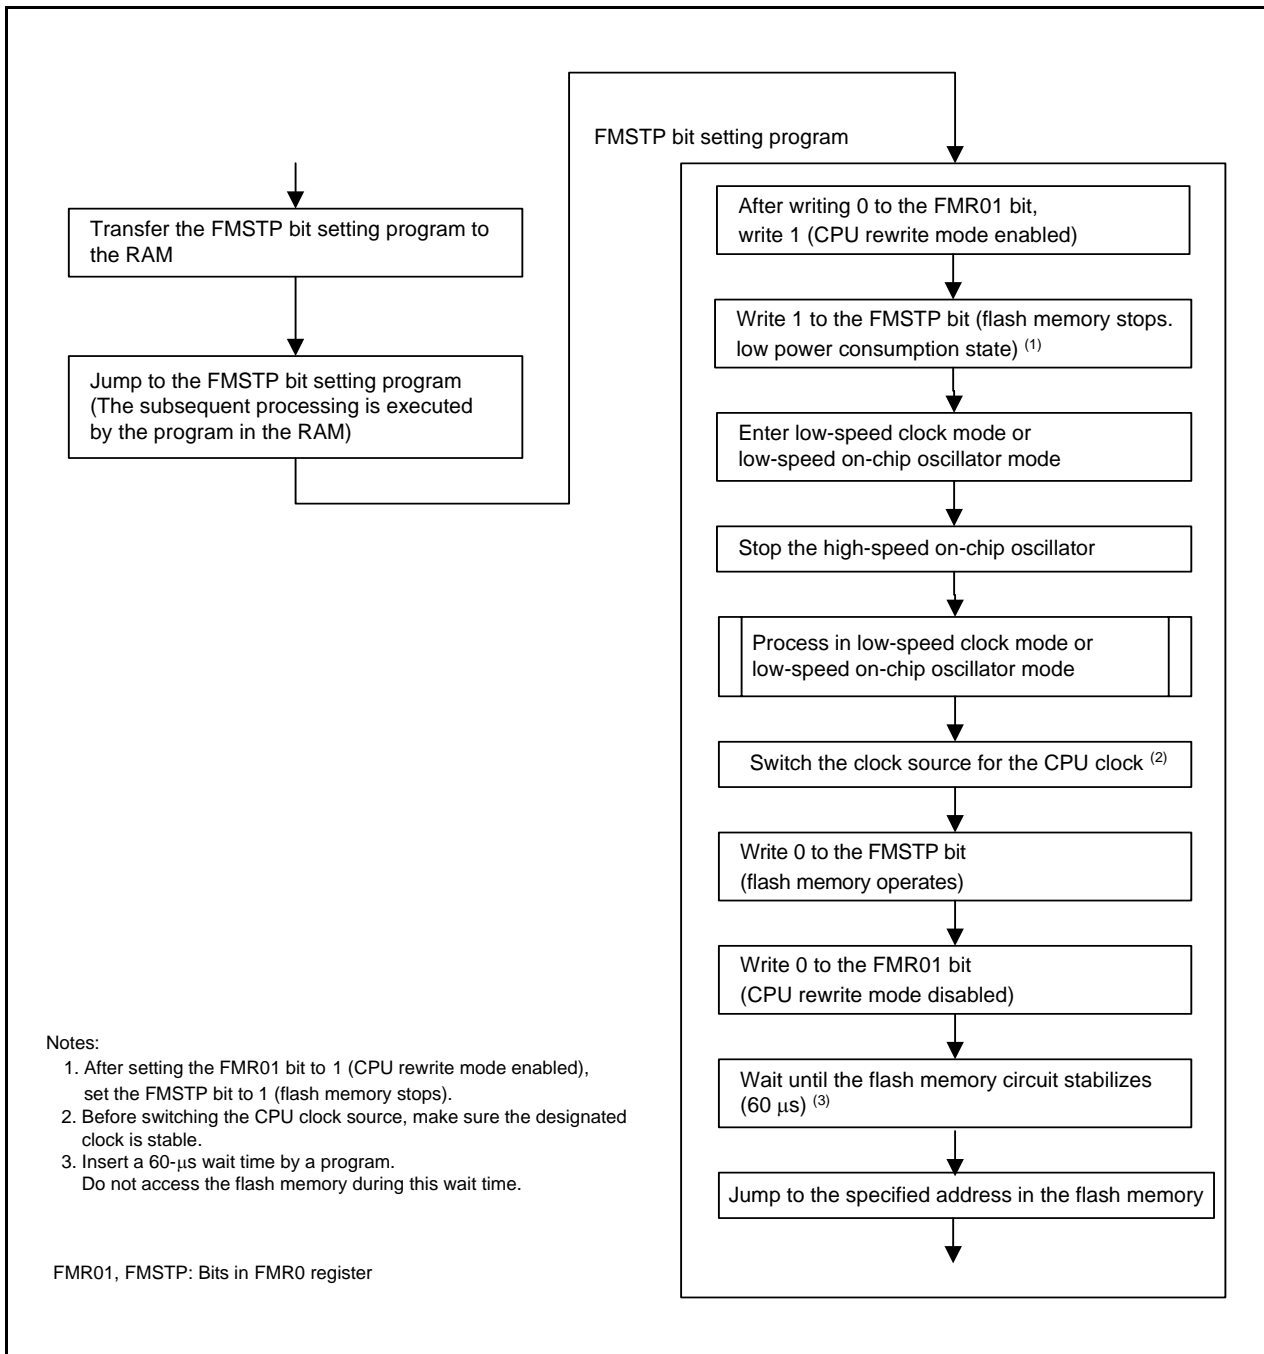 Transfer the FMSTP bit setting program to
the RAM
Jump to the FMSTP bit setting program
(The subsequent processing is executed
by the program in the RAM)
FMSTP bit setting program
After writing 0 to the FMR01 bit,
write 1 (CPU rewrite mode enabled)
Write 1 to the FMSTP bit (flash memory stops.
low power consumption state) (1)
Enter low-speed clock mode or
low-speed on-chip oscillator mode
Stop the high-speed on-chip oscillator
Process in low-speed clock mode or
low-speed on-chip oscillator mode
Switch the clock source for the CPU clock (2)
Write 0 to the FMSTP bit
(flash memory operates)
Write 0 to the FMR01 bit
(CPU rewrite mode disabled)
Wait until the flash memory circuit stabilizes
(60 μs) (3)
Jump to the specified address in the flash memory
Notes:
1. After setting the FMR01 bit to 1 (CPU rewrite mode enabled),
set the FMSTP bit to 1 (flash memory stops).
2. Before switching the CPU clock source, make sure the designated
clock is stable.
3. Insert a 60-μs wait time by a program.
Do not access the flash memory during this wait time.
FMR01, FMSTP: Bits in FMR0 register